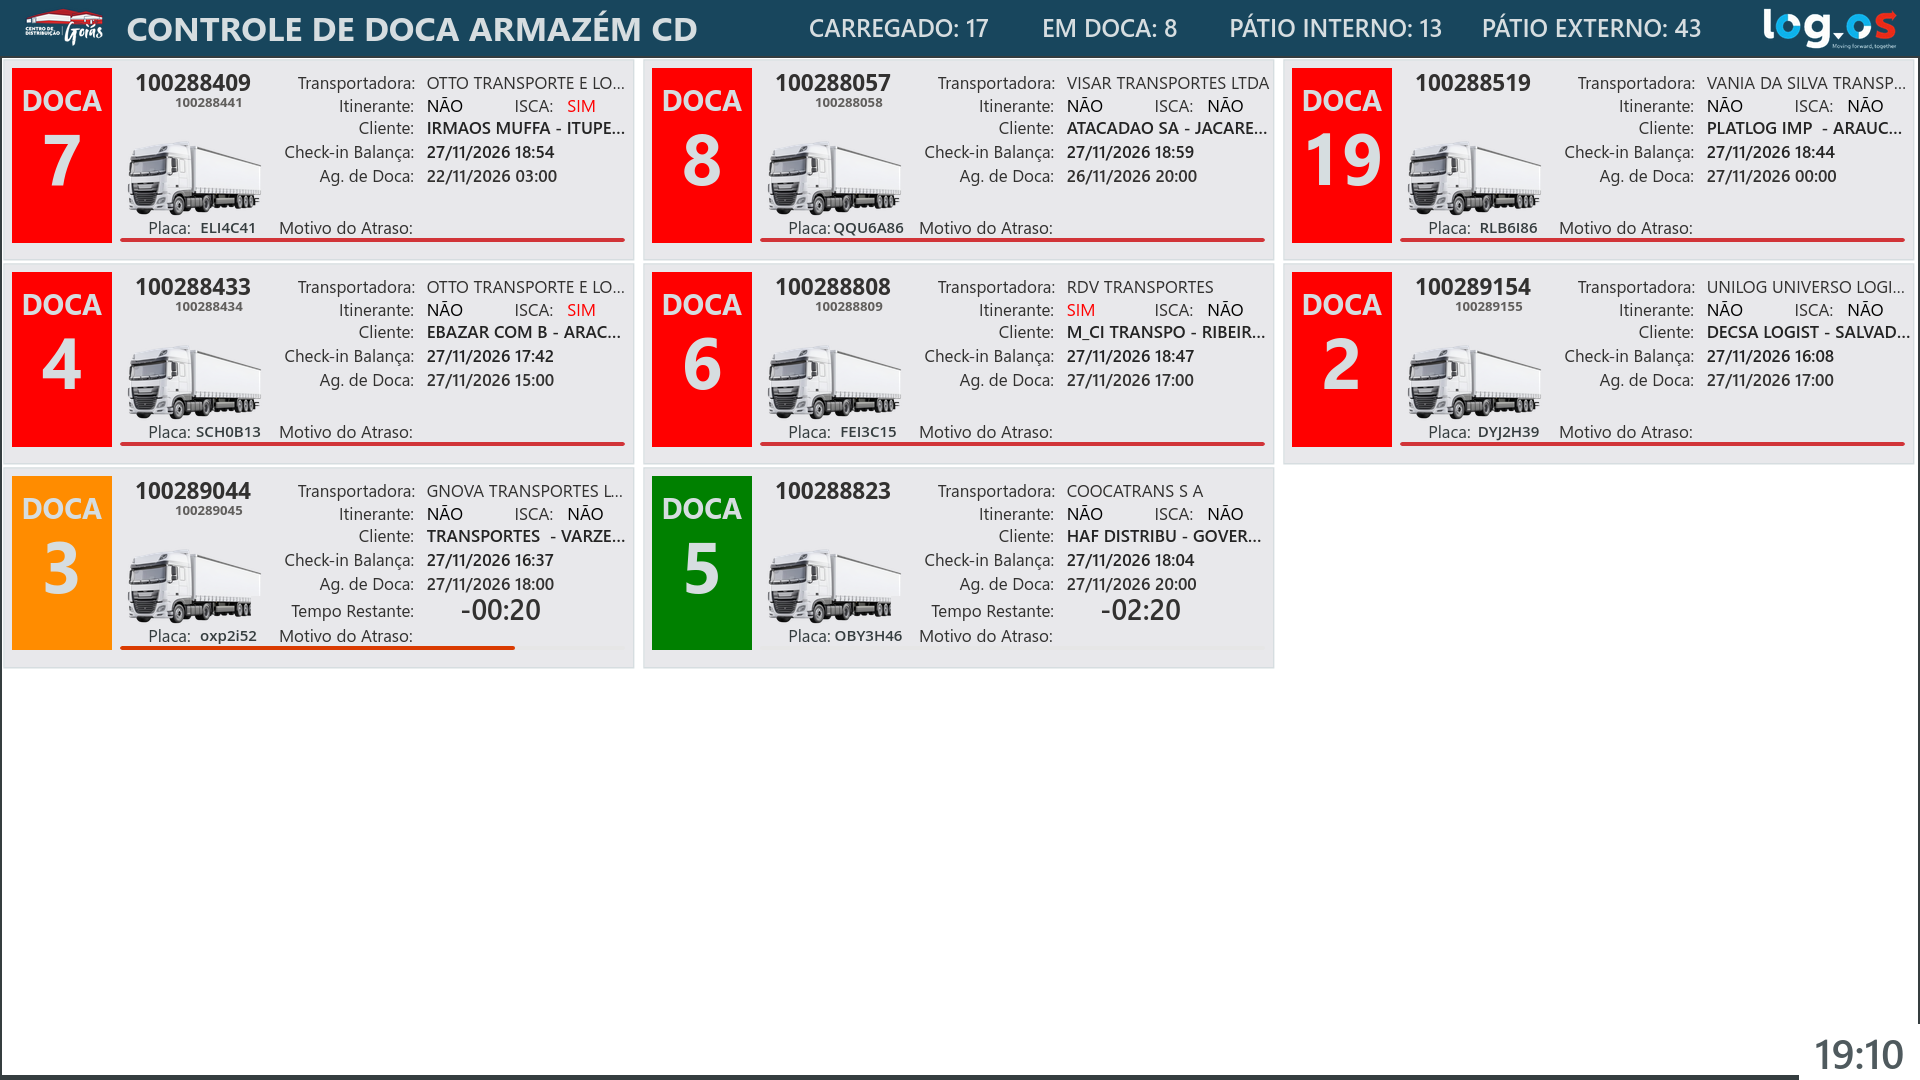 CENTRO DE DISTRIBUIÇÃO Goiás
CONTROLE DE DOCA ARMAZÉM CD
CARREGADO: 17
EM DOCA: 8
PÁTIO INTERNO: 13
PÁTIO EXTERNO: 43
log.os
Moving forward, together
DOCA
7
100288409
100288441
Transportadora: OTTO TRANSPORTE E LO...
Itinerante: NÃO ISCA: SIM
Cliente: IRMAOS MUFFA - ITUPE...
Check-in Balança: 27/11/2026 18:54
Ag. de Doca: 22/11/2026 03:00
Placa: ELI4C41 Motivo do Atraso:
DOCA
8
100288057
100288058
Transportadora: VISAR TRANSPORTES LTDA
Itinerante: NÃO ISCA: NÃO
Cliente: ATACADAO SA - JACARE...
Check-in Balança: 27/11/2026 18:59
Ag. de Doca: 26/11/2026 20:00
Placa: QQU6A86 Motivo do Atraso:
DOCA
19
100288519
Transportadora: VANIA DA SILVA TRANSP...
Itinerante: NÃO ISCA: NÃO
Cliente: PLATLOG IMP - ARAUC...
Check-in Balança: 27/11/2026 18:44
Ag. de Doca: 27/11/2026 00:00
Placa: RLB6I86 Motivo do Atraso:
DOCA
4
100288433
100288434
Transportadora: OTTO TRANSPORTE E LO...
Itinerante: NÃO ISCA: SIM
Cliente: EBAZAR COM B - ARAC...
Check-in Balança: 27/11/2026 17:42
Ag. de Doca: 27/11/2026 15:00
Placa: SCH0B13 Motivo do Atraso:
DOCA
6
100288808
100288809
Transportadora: RDV TRANSPORTES
Itinerante: SIM ISCA: NÃO
Cliente: M_CI TRANSPO - RIBEIR...
Check-in Balança: 27/11/2026 18:47
Ag. de Doca: 27/11/2026 17:00
Placa: FEI3C15 Motivo do Atraso:
DOCA
2
100289154
100289155
Transportadora: UNILOG UNIVERSO LOGI...
Itinerante: NÃO ISCA: NÃO
Cliente: DECSA LOGIST - SALVAD...
Check-in Balança: 27/11/2026 16:08
Ag. de Doca: 27/11/2026 17:00
Placa: DYJ2H39 Motivo do Atraso:
DOCA
3
100289044
100289045
Transportadora: GNOVA TRANSPORTES L...
Itinerante: NÃO ISCA: NÃO
Cliente: TRANSPORTES - VARZE...
Check-in Balança: 27/11/2026 16:37
Ag. de Doca: 27/11/2026 18:00
Tempo Restante: -00:20
Placa: oxp2i52 Motivo do Atraso:
DOCA
5
100288823
Transportadora: COOCATRANS S A
Itinerante: NÃO ISCA: NÃO
Cliente: HAF DISTRIBU - GOVER...
Check-in Balança: 27/11/2026 18:04
Ag. de Doca: 27/11/2026 20:00
Tempo Restante: -02:20
Placa: OBY3H46 Motivo do Atraso:
19:10